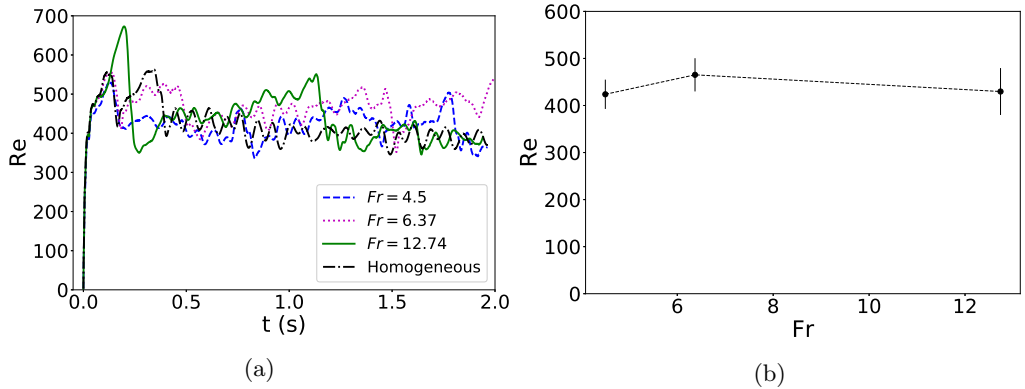 700
600
500
400
300
200
100
0
Re
0.0 0.5 1.0 1.5 2.0
t (s)
Fr = 4.5
Fr = 6.37
Fr = 12.74
Homogeneous
(a)
600
500
400
300
200
100
0
Re
6 8 10 12
Fr
(b)